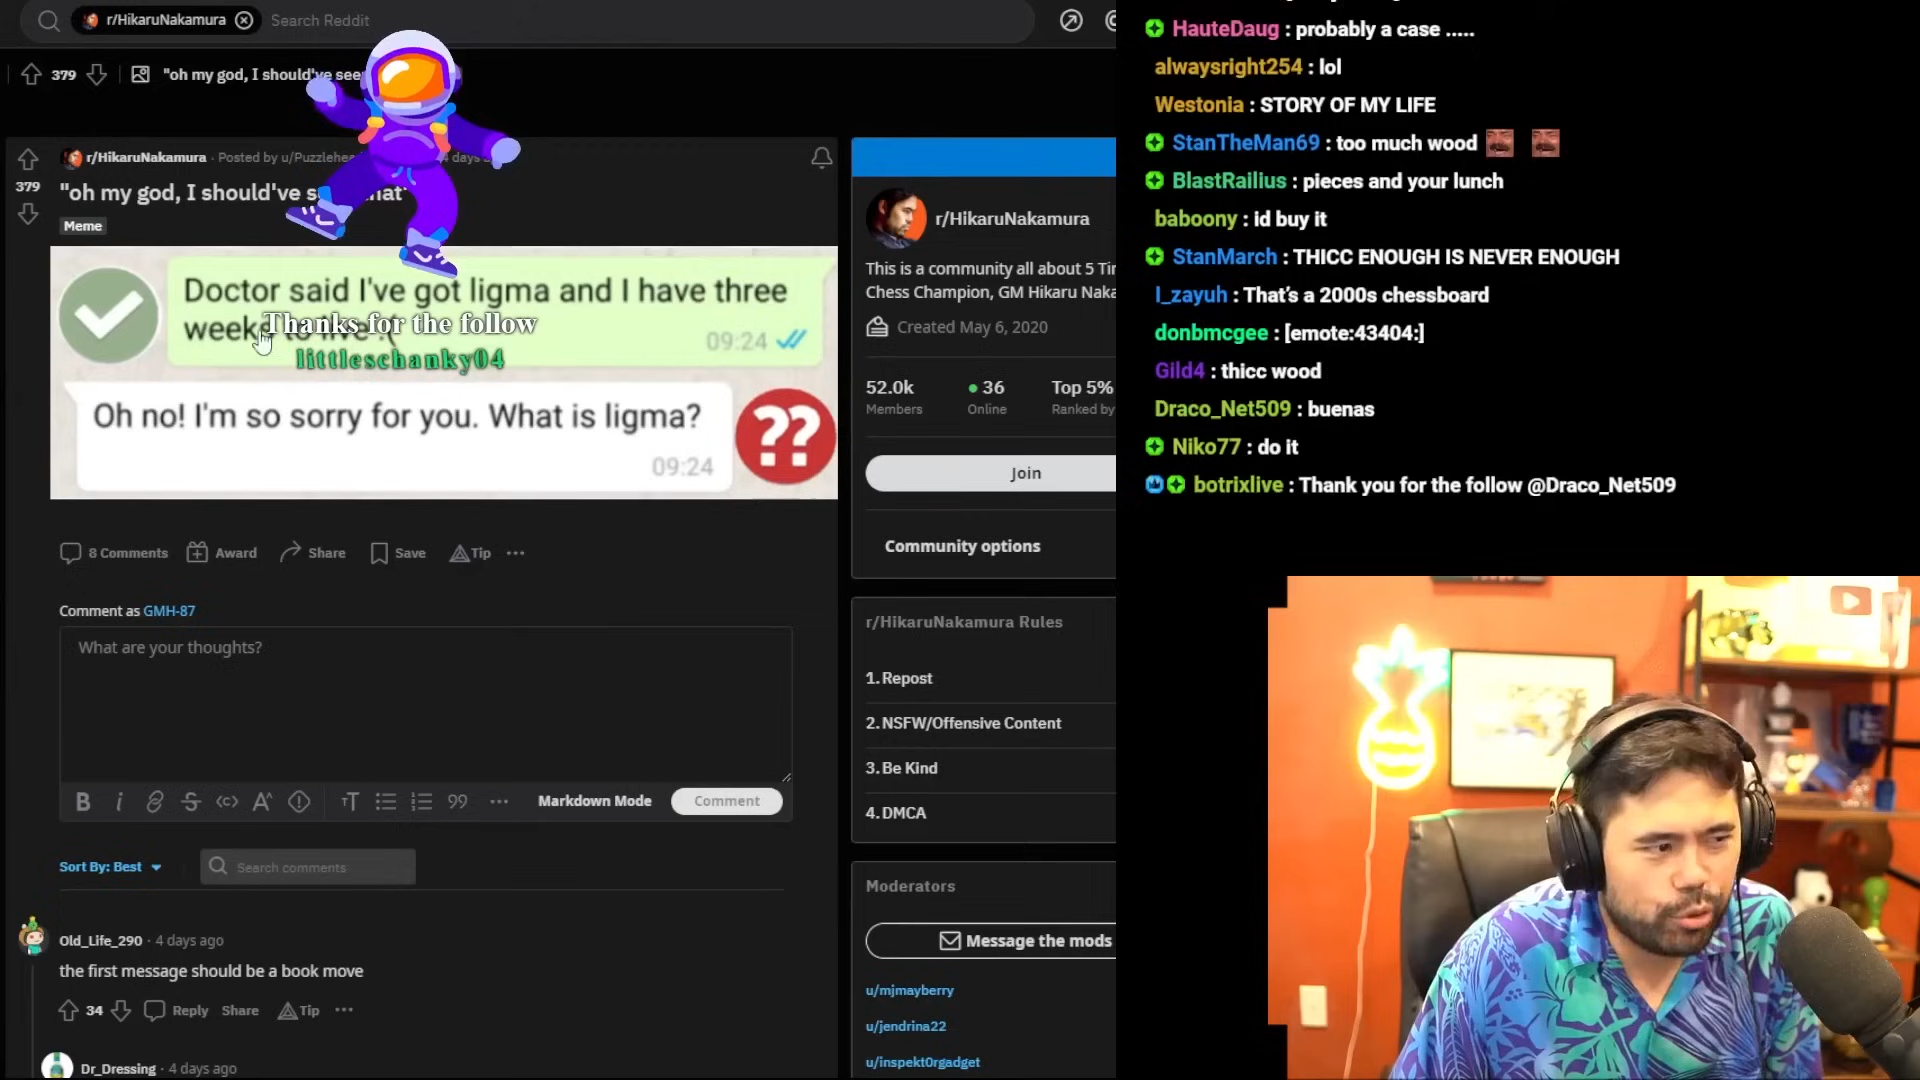 r/HikaruNakamura
Search Reddit
379
"oh my god, I should've see
r/HikaruNakamura · Posted by u/Puzzlehea
4 days
379
"oh my god, I should've s
hat"
Meme
Doctor said I've got ligma and I have three
weeks to live :(
09:24
Thanks for the follow
littleschanky04
Oh no! I'm so sorry for you. What is ligma?
09:24
??
8 Comments
Award
Share
Save
Tip
Comment as GMH-87
What are your thoughts?
Markdown Mode
Comment
Sort By: Best
Search comments
Old_Life_290 · 4 days ago
the first message should be a book move
34
Reply
Share
Tip
Dr_Dressing · 4 days ago
r/HikaruNakamura
This is a community all about 5 Ti
Chess Champion, GM Hikaru Naka
Created May 6, 2020
52.0k
Members
36
Online
Top 5%
Ranked by
Join
Community options
r/HikaruNakamura Rules
1. Repost
2. NSFW/Offensive Content
3. Be Kind
4. DMCA
Moderators
Message the mods
u/mjmayberry
u/jendrina22
u/inspekt0rgadget
HauteDaug : probably a case .....
alwaysright254 : lol
Westonia : STORY OF MY LIFE
StanTheMan69 : too much wood
BlastRailius : pieces and your lunch
baboony : id buy it
StanMarch : THICC ENOUGH IS NEVER ENOUGH
I_zayuh : That's a 2000s chessboard
donbmcgee : [emote:43404:]
Gild4 : thicc wood
Draco_Net509 : buenas
Niko77 : do it
botrixlive : Thank you for the follow @Draco_Net509